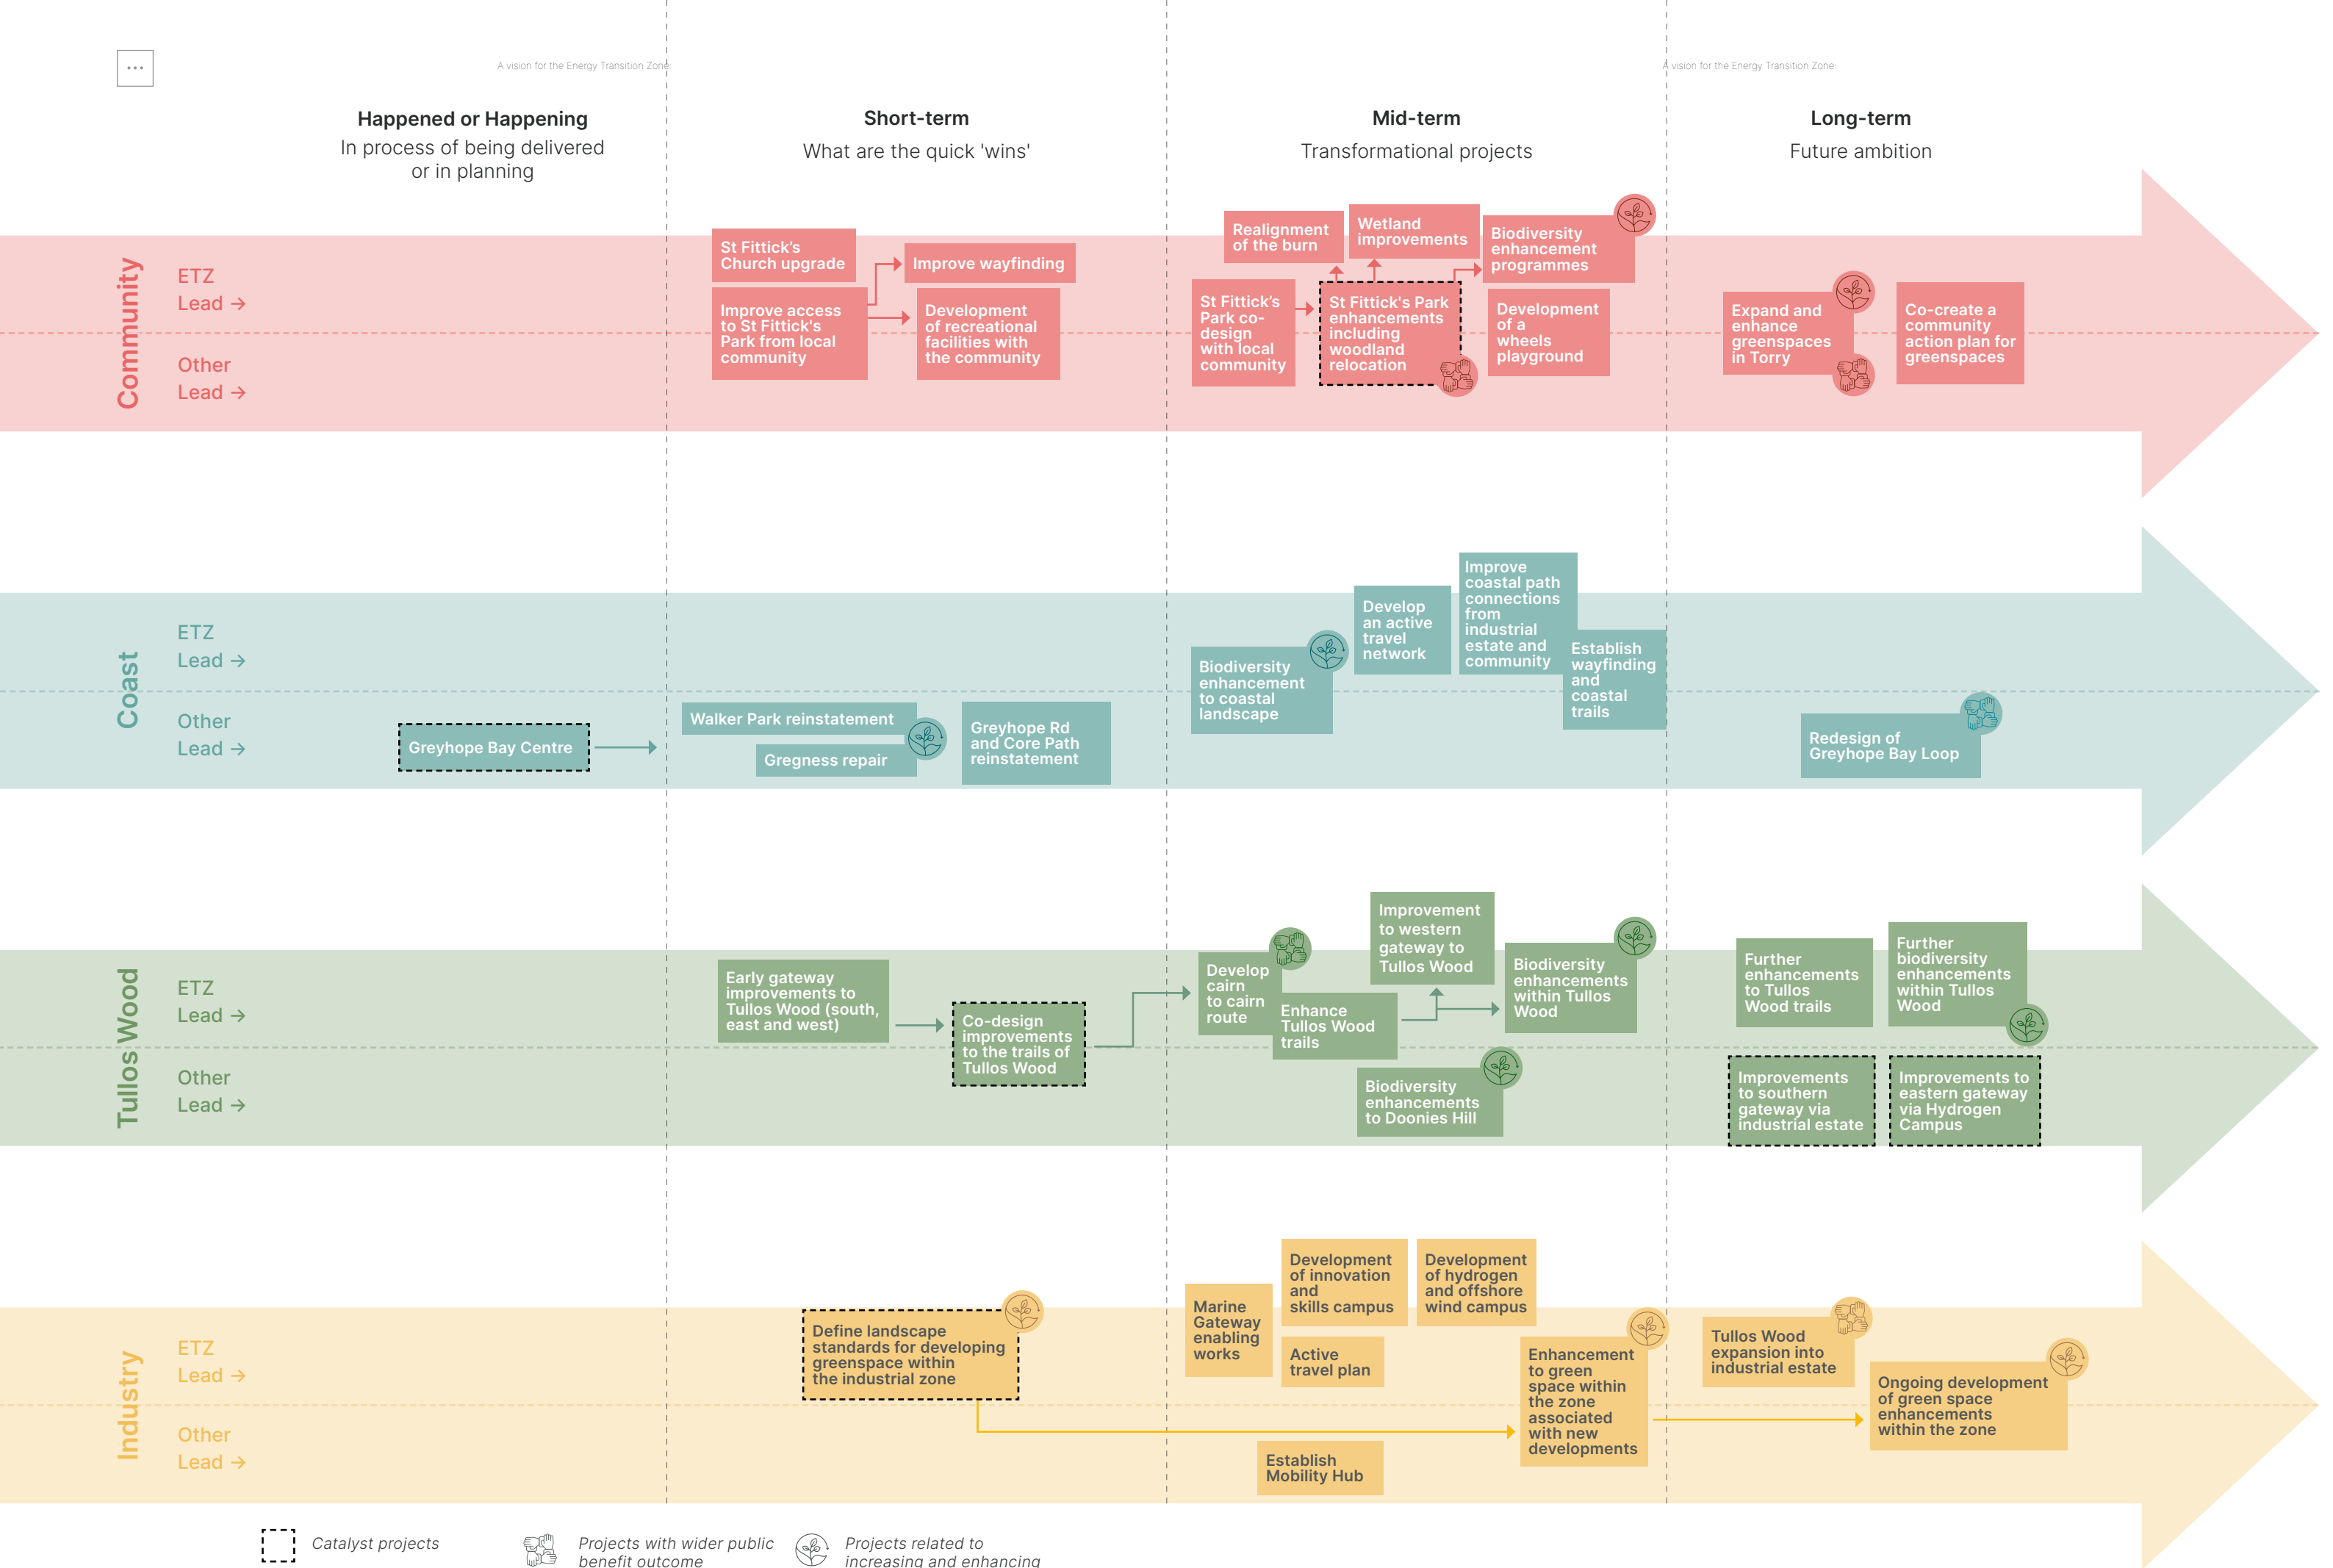 A vision for the Energy Transition Zone:
A vision for the Energy Transition Zone:
Happened or Happening
In process of being delivered
or in planning
Short-term
What are the quick 'wins'
Mid-term
Transformational projects
Long-term
Future ambition
Community
ETZ
Lead →
Other
Lead →
St Fittick's
Church upgrade
Improve wayfinding
Improve access
to St Fittick's
Park from local
community
Development
of recreational
facilities with
the community
Realignment
of the burn
Wetland
improvements
Biodiversity
enhancement
programmes
St Fittick's
Park co-
design
with local
community
St Fittick's Park
enhancements
including
woodland
relocation
Development
of a
wheels
playground
Expand and
enhance
greenspaces
in Torry
Co-create a
community
action plan for
greenspaces
Coast
ETZ
Lead →
Other
Lead →
Greyhope Bay Centre
Walker Park reinstatement
Gregness repair
Greyhope Rd
and Core Path
reinstatement
Biodiversity
enhancement
to coastal
landscape
Develop
an active
travel
network
Improve
coastal path
connections
from
industrial
estate and
community
Establish
wayfinding
and
coastal
trails
Redesign of
Greyhope Bay Loop
Tullos Wood
ETZ
Lead →
Other
Lead →
Early gateway
improvements to
Tullos Wood (south,
east and west)
Co-design
improvements
to the trails of
Tullos Wood
Develop
cairn
to cairn
route
Enhance
Tullos Wood
trails
Improvement
to western
gateway to
Tullos Wood
Biodiversity
enhancements
within Tullos
Wood
Biodiversity
enhancements
to Doonies Hill
Further
enhancements
to Tullos
Wood trails
Further
biodiversity
enhancements
within Tullos
Wood
Improvements
to southern
gateway via
industrial estate
Improvements to
eastern gateway
via Hydrogen
Campus
Industry
ETZ
Lead →
Other
Lead →
Define landscape
standards for developing
greenspace within
the industrial zone
Marine
Gateway
enabling
works
Development
of innovation
and
skills campus
Development
of hydrogen
and offshore
wind campus
Active
travel plan
Enhancement
to green
space within
the zone
associated
with new
developments
Establish
Mobility Hub
Tullos Wood
expansion into
industrial estate
Ongoing development
of green space
enhancements
within the zone
Catalyst projects
Projects with wider public
benefit outcome
Projects related to
increasing and enhancing